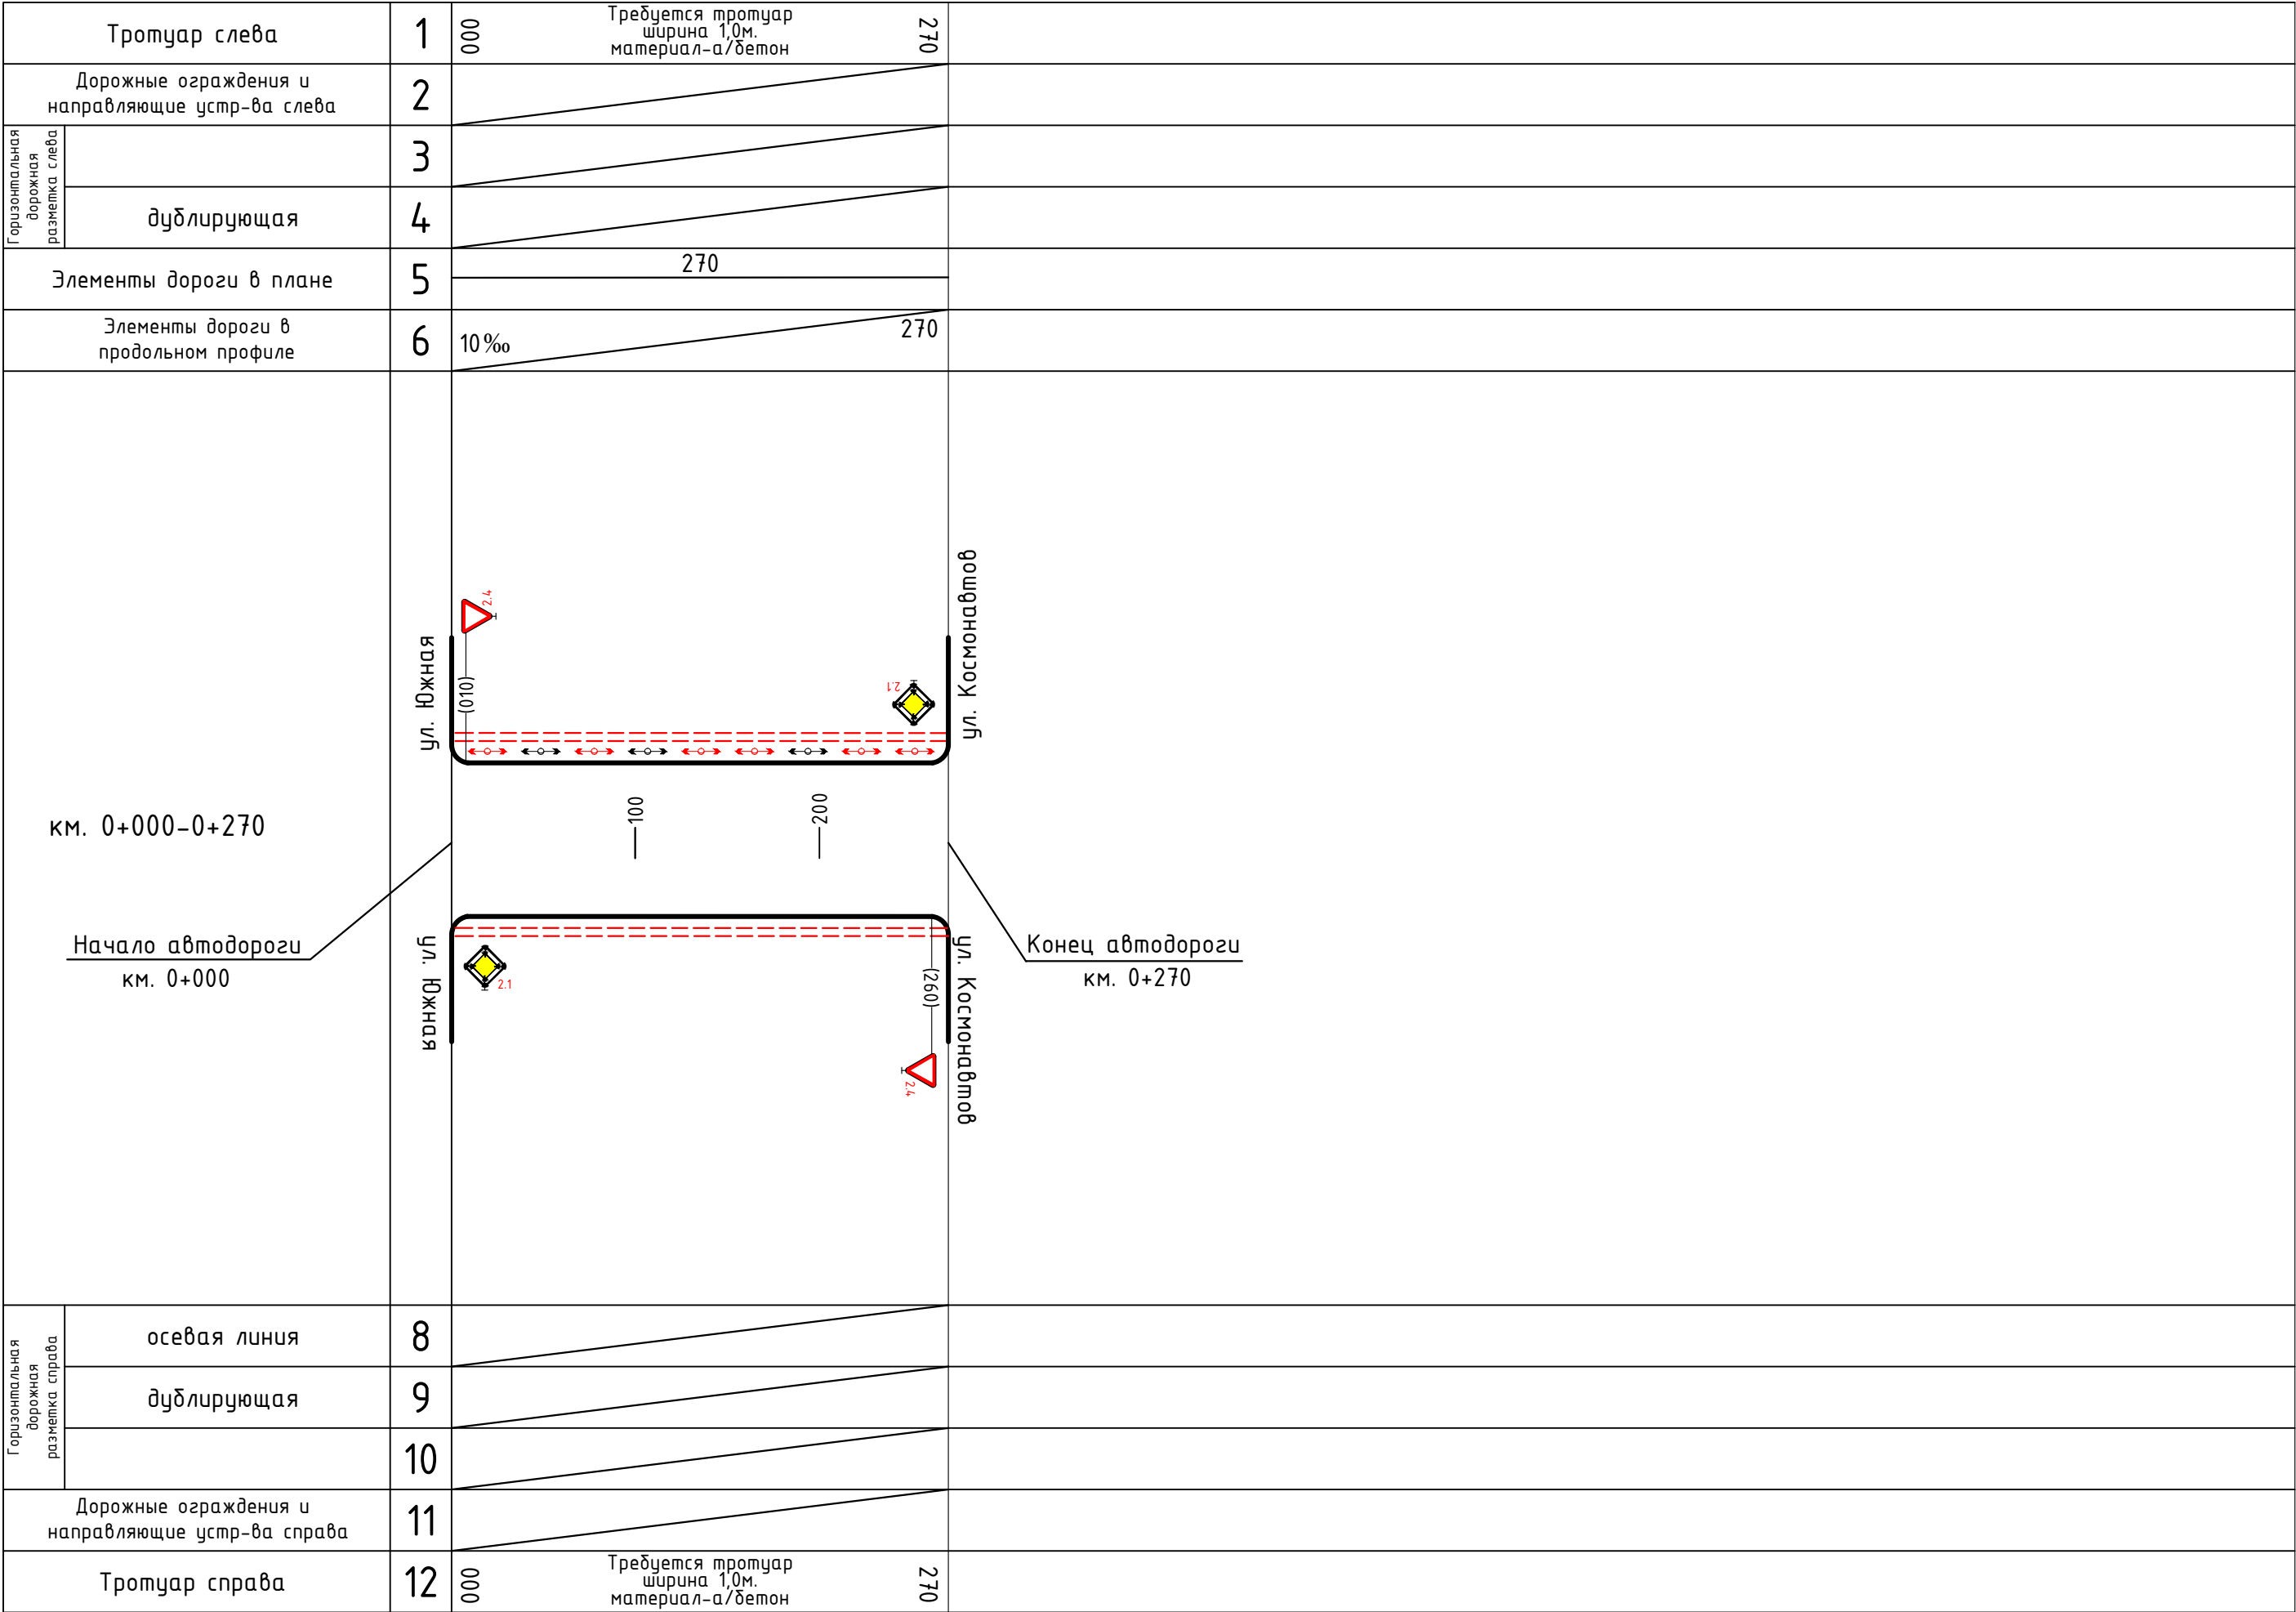 Тротуар слева
1
000
Требуется тротуар
ширина 1,0м.
материал-а/бетон
270
Дорожные ограждения и
направляющие устр-ва слева
2
Горизонтальная
дорожная
разметка слева
3
дублирующая
4
Элементы дороги в плане
5
270
Элементы дороги в
продольном профиле
6
10‰
270
2.4
ул. Южная
(010)
2.1
ул. Космонавтов
100
200
км. 0+000-0+270
Начало автодороги
км. 0+000
ул. Южная
2.1
(260)
2.4
ул. Космонавтов
Конец автодороги
км. 0+270
Горизонтальная
дорожная
разметка справа
осевая линия
8
дублирующая
9
10
Дорожные ограждения и
направляющие устр-ва справа
11
Тротуар справа
12
000
Требуется тротуар
ширина 1,0м.
материал-а/бетон
270